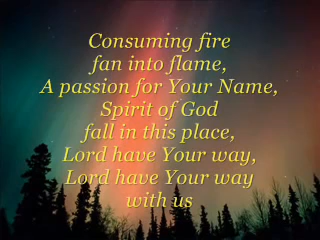 Consuming fire
fan into flame,
A passion for Your Name,
Spirit of God
fall in this place,
Lord have Your way,
Lord have Your way
with us